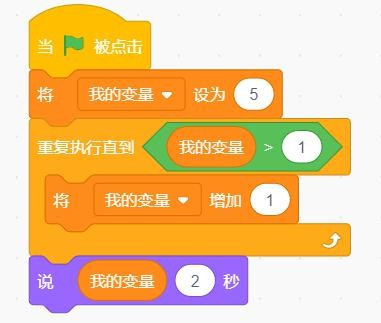 当 被点击
将 我的变量 设为 5
重复执行直到 我的变量 > 1
将 我的变量 增加 1
说 我的变量 2 秒